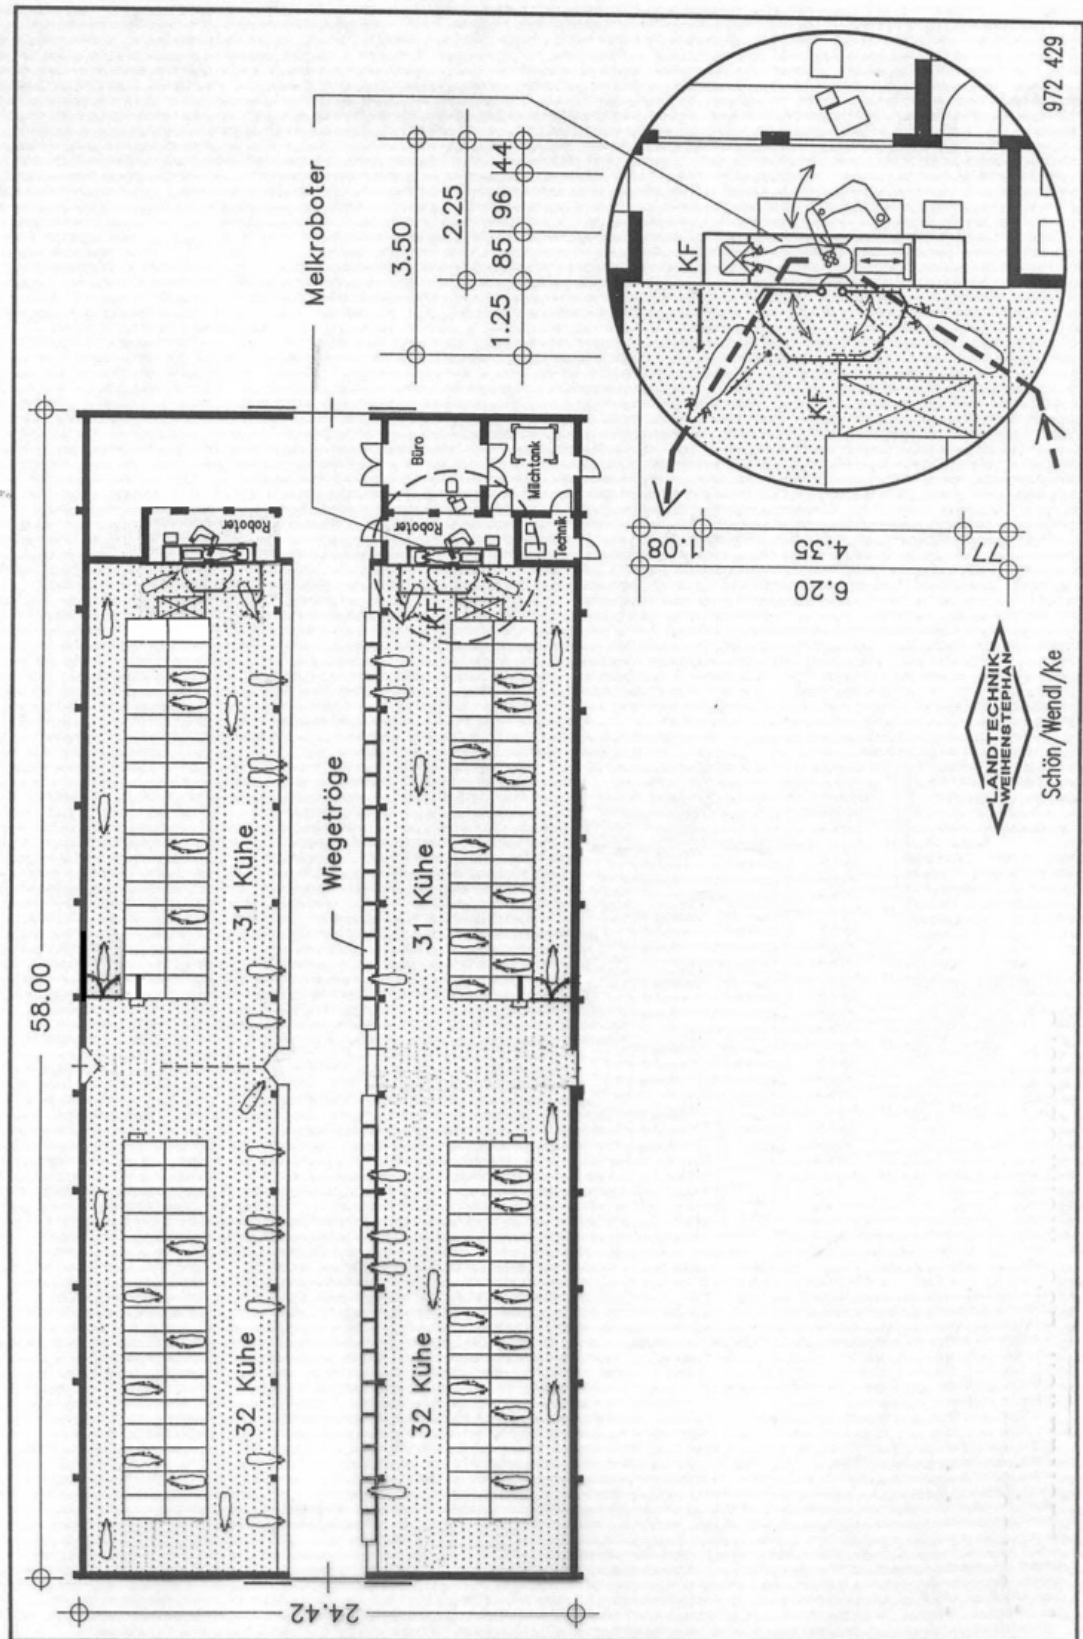 58.00
24.42
Melkroboter
3.50
2.25
1.25 85 96 44
KF
KF
972 429
1.08
4.35
77
6.20
Roboter
Büro
Milchtank
Roboter
Technik
KF
31 Kühe
Wiegetröge
31 Kühe
32 Kühe
32 Kühe
LANDTECHNIK
WEIHENSTEPHAN
Schön/Wendl/Ke